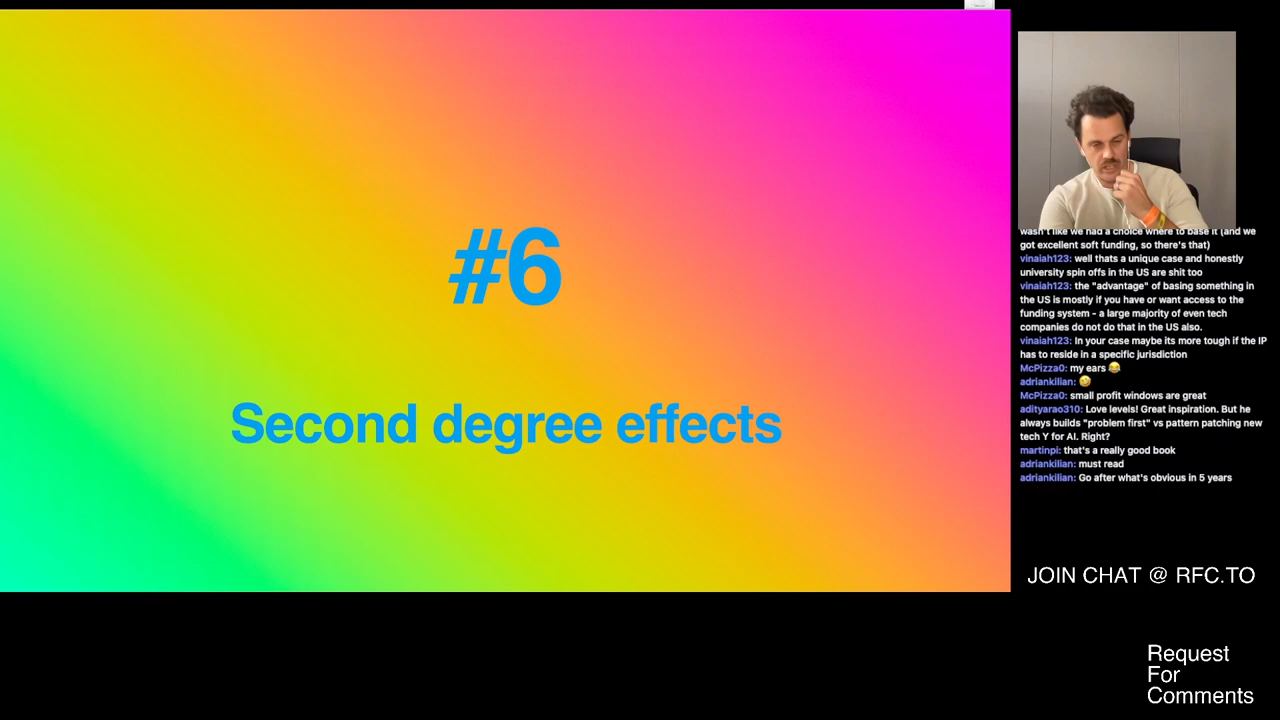 #6
Second degree effects
wasn't like we had a choice where to base it (and we
got excellent soft funding, so there's that)
vinaiah123: well thats a unique case and honestly
university spin offs in the US are shit too
vinaiah123: the "advantage" of basing something in
the US is mostly if you have or want access to the
funding system - a large majority of even tech
companies do not do that in the US also.
vinaiah123: In your case maybe its more tough if the IP
has to reside in a specific jurisdiction
McPizza0: my ears 😂
adriankilian: 🤣
McPizza0: small profit windows are great
adityarao310: Love levels! Great inspiration. But he
always builds "problem first" vs pattern patching new
tech Y for AI. Right?
martinpi: that's a really good book
adriankilian: must read
adriankilian: Go after what's obvious in 5 years
JOIN CHAT @ RFC.TO
Request
For
Comments